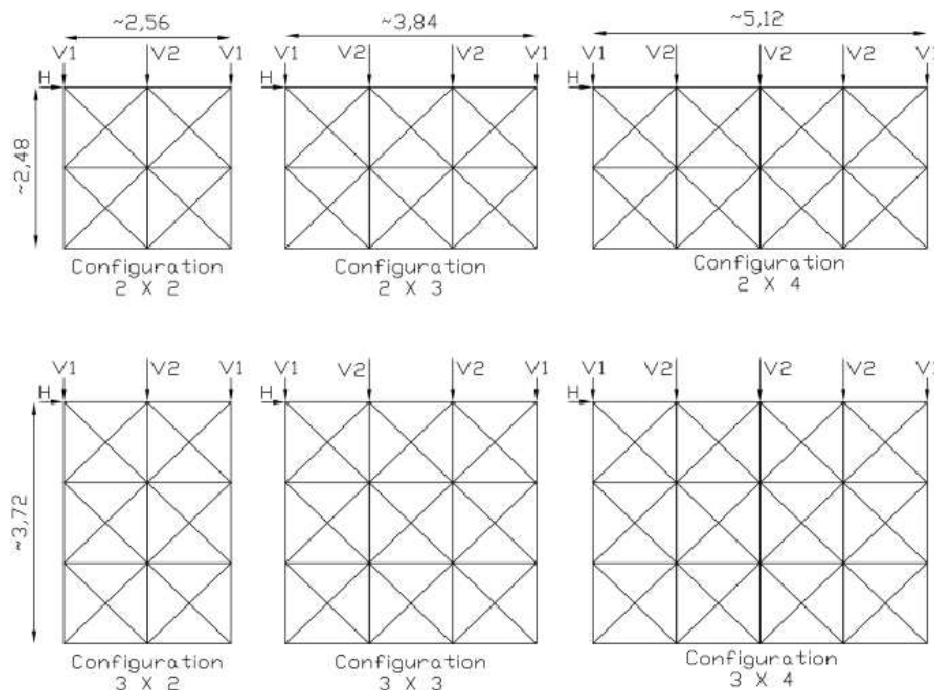 ~2,56
~3,84
~5,12
V1 V2 V1
V1 V2 V2 V1
V1 V2 V2 V2 V1
H
H
H
~2,48
Configuration
2 X 2
Configuration
2 X 3
Configuration
2 X 4
V1 V2 V1
V1 V2 V2 V1
V1 V2 V2 V2 V1
H
H
H
~3,72
Configuration
3 X 2
Configuration
3 X 3
Configuration
3 X 4